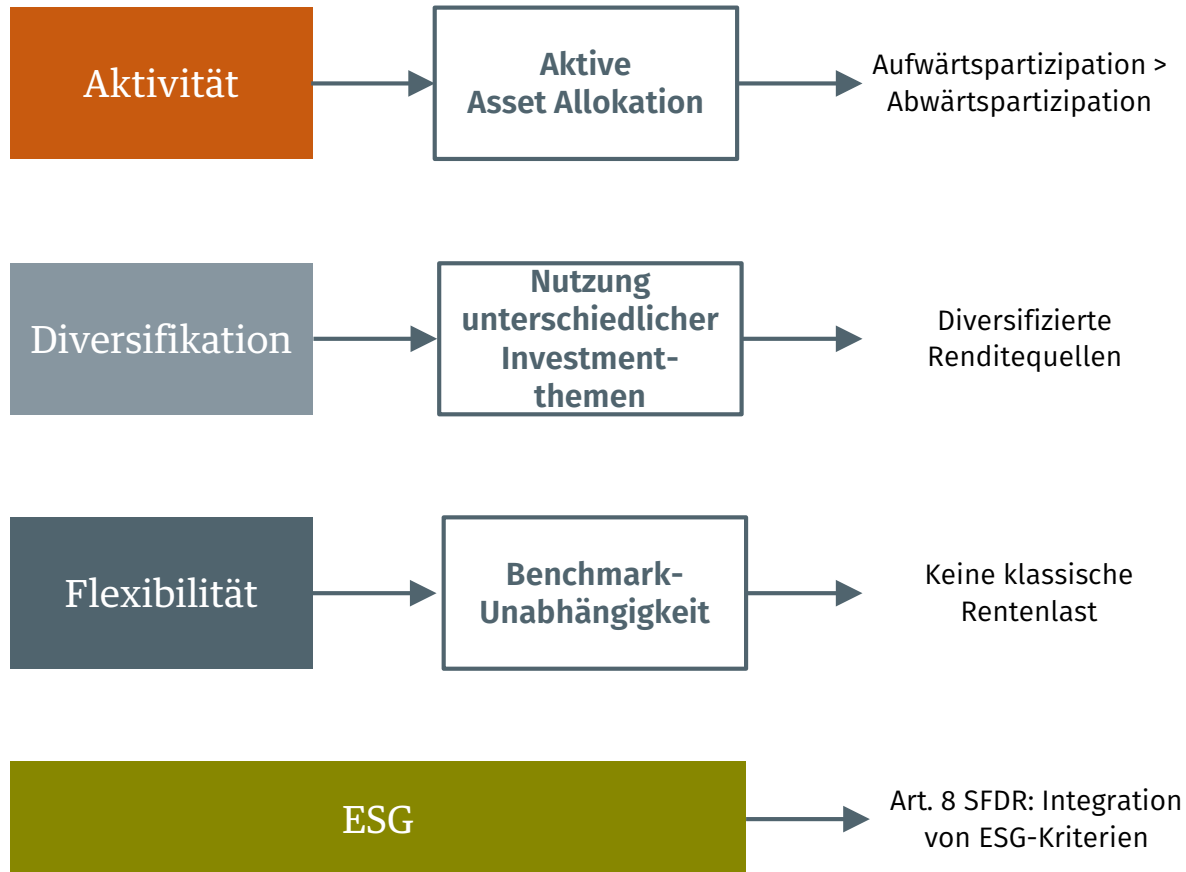 Aktivität
Aktive
Asset Allokation
Aufwärtspartizipation >
Abwärtspartizipation
Diversifikation
Nutzung
unterschiedlicher
Investment-
themen
Diversifizierte
Renditequellen
Flexibilität
Benchmark-
Unabhängigkeit
Keine klassische
Rentenlast
ESG
Art. 8 SFDR: Integration
von ESG-Kriterien